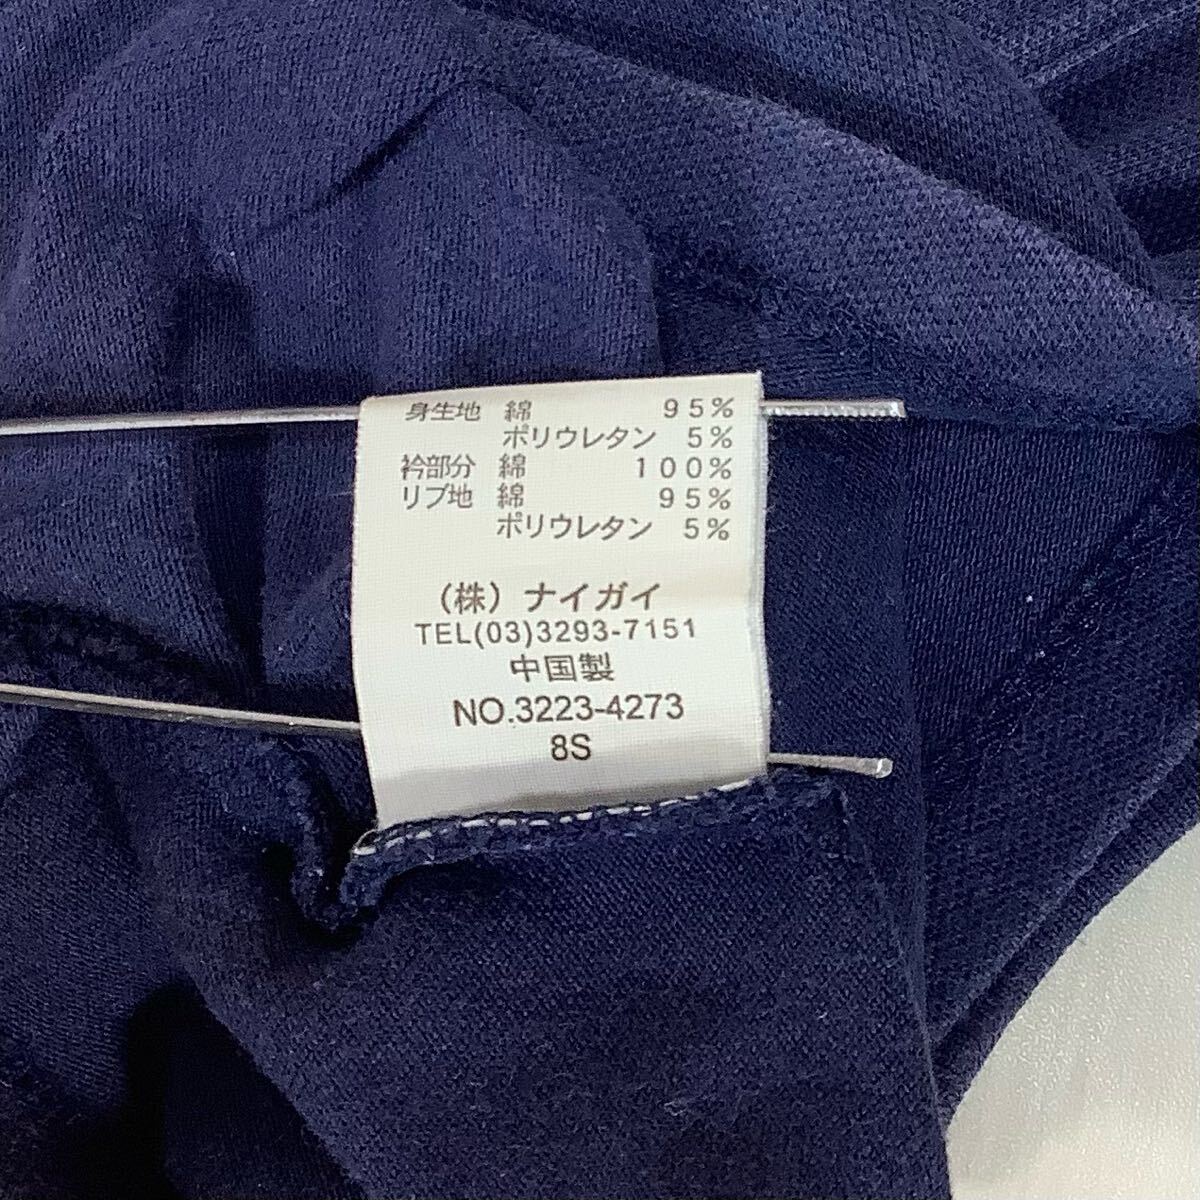 身生地 綿 95%
ポリウレタン 5%
衿部分 綿 100%
リブ地 綿 95%
ポリウレタン 5%
(株) ナイガイ
TEL(03)3293-7151
中国製
NO.3223-4273
8S